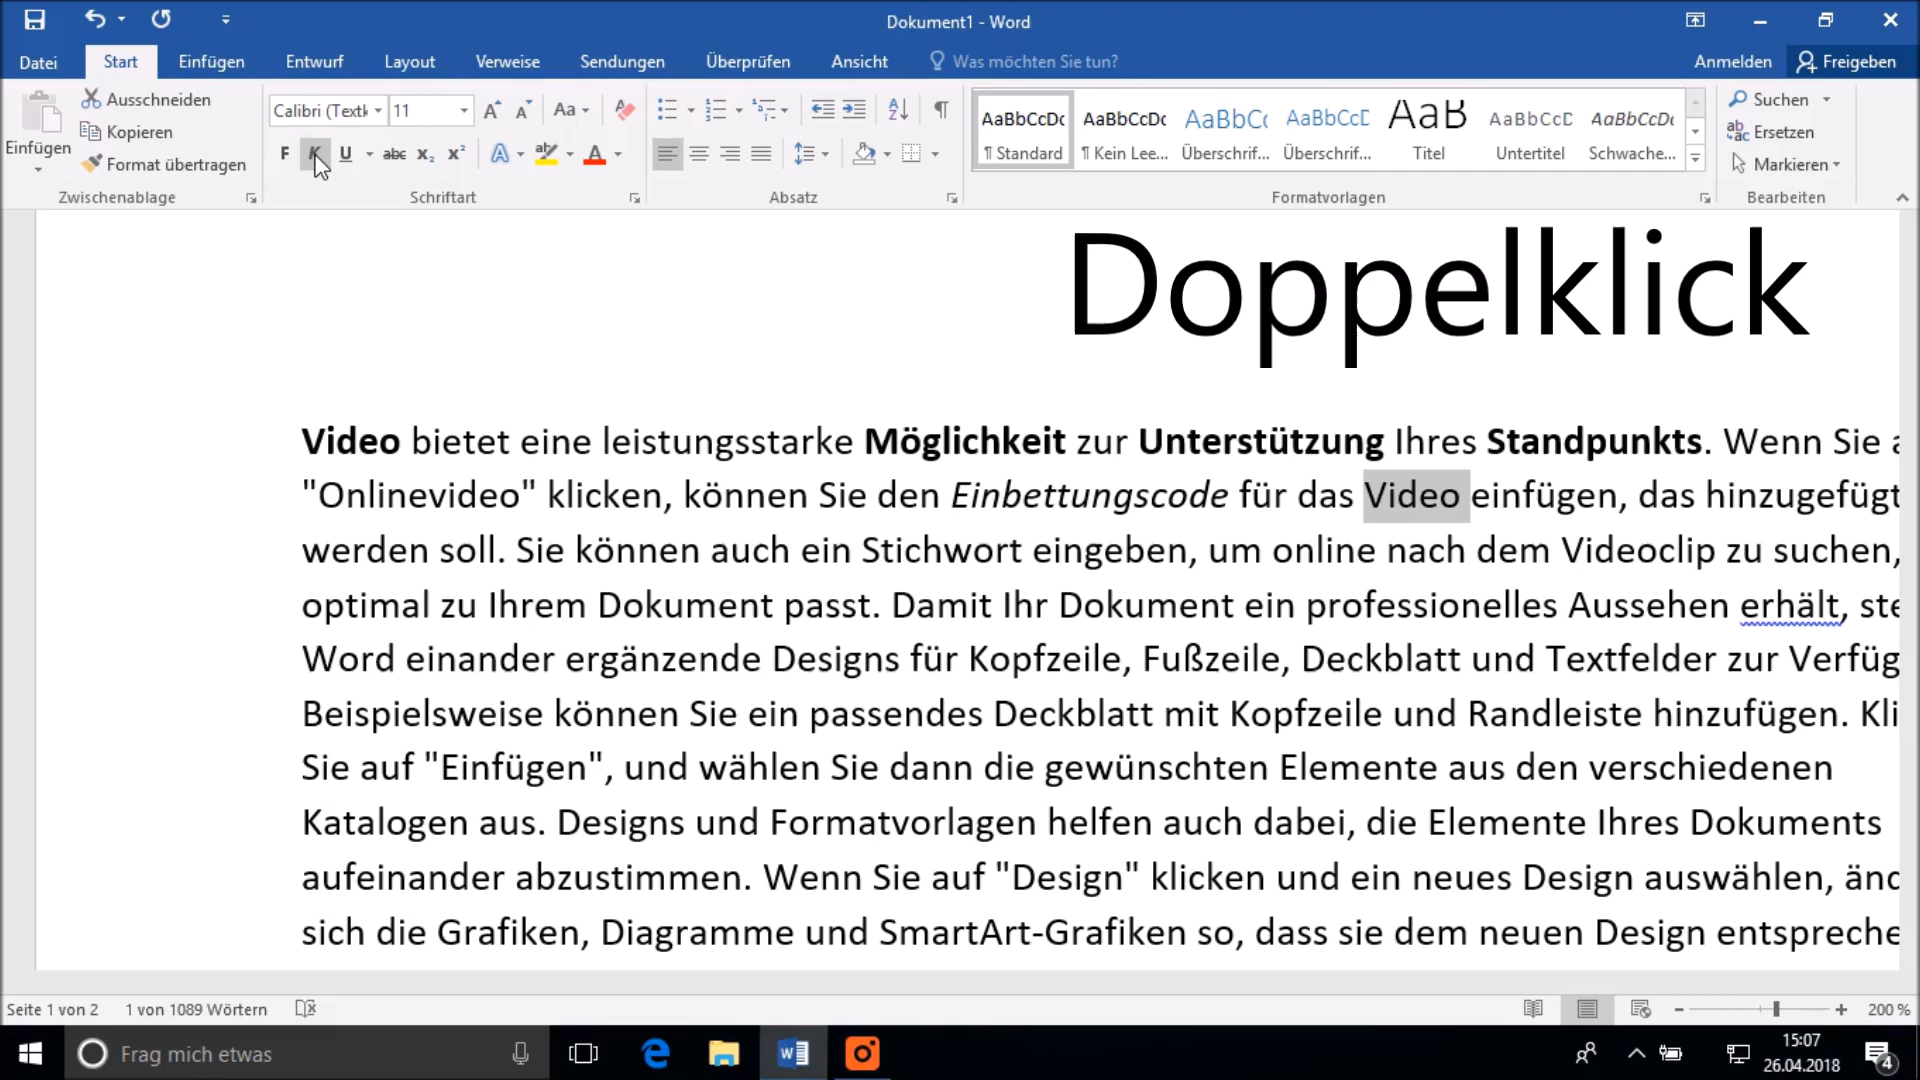 Dokument1 - Word
Datei Start Einfügen Entwurf Layout Verweise Sendungen Überprüfen Ansicht Was möchten Sie tun? Anmelden Freigeben
Einfügen
Ausschneiden
Kopieren
Format übertragen
Zwischenablage
Calibri (Textk 11 Aa
F K U abc x₂ x² A ab A
Schriftart
Absatz
AaBbCcDc AaBbCcDc AaBbCc AaBbCcD AaB AaBbCcD AaBbCcDc
¶ Standard ¶ Kein Lee... Überschrif... Überschrif... Titel Untertitel Schwache...
Formatvorlagen
Suchen
Ersetzen
Markieren
Bearbeiten
Doppelklick
Video bietet eine leistungsstarke Möglichkeit zur Unterstützung Ihres Standpunkts. Wenn Sie a
"Onlinevideo" klicken, können Sie den Einbettungscode für das Video einfügen, das hinzugefügt
werden soll. Sie können auch ein Stichwort eingeben, um online nach dem Videoclip zu suchen,
optimal zu Ihrem Dokument passt. Damit Ihr Dokument ein professionelles Aussehen erhält, ste
Word einander ergänzende Designs für Kopfzeile, Fußzeile, Deckblatt und Textfelder zur Verfüg
Beispielsweise können Sie ein passendes Deckblatt mit Kopfzeile und Randleiste hinzufügen. Kli
Sie auf "Einfügen", und wählen Sie dann die gewünschten Elemente aus den verschiedenen
Katalogen aus. Designs und Formatvorlagen helfen auch dabei, die Elemente Ihres Dokuments
aufeinander abzustimmen. Wenn Sie auf "Design" klicken und ein neues Design auswählen, änd
sich die Grafiken, Diagramme und SmartArt-Grafiken so, dass sie dem neuen Design entspreche
Seite 1 von 2 1 von 1089 Wörtern 200 %
Frag mich etwas
15:07
26.04.2018
4